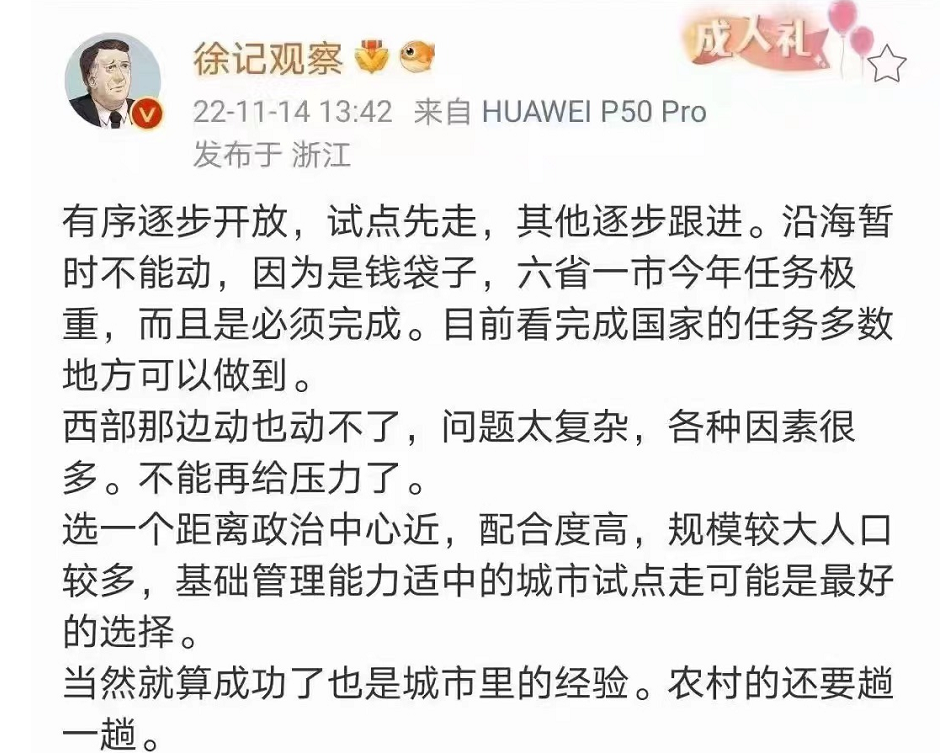 成人礼
徐记观察
22-11-14 13:42 来自 HUAWEI P50 Pro
发布于 浙江
有序逐步开放，试点先走，其他逐步跟进。沿海暂
时不能动，因为是钱袋子，六省一市今年任务极
重，而且是必须完成。目前看完成国家的任务多数
地方可以做到。
西部那边动也动不了，问题太复杂，各种因素很
多。不能再给压力了。
选一个距离政治中心近，配合度高，规模较大人口
较多，基础管理能力适中的城市试点走可能是最好
的选择。
当然就算成功了也是城市里的经验。农村的还要趟
一趟。